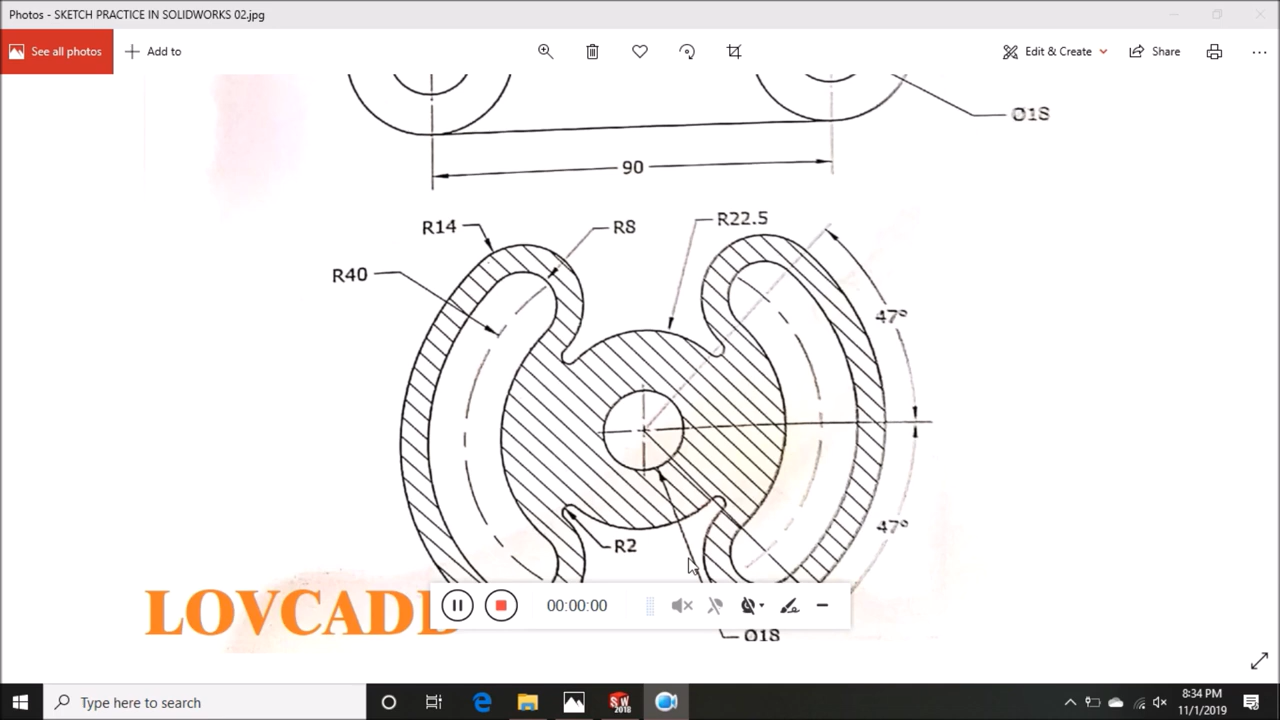 Photos - SKETCH PRACTICE IN SOLIDWORKS 02.jpg
See all photos
Add to
Edit & Create
Share
Ø18
90
R14
R8
R22.5
R40
47°
47°
R2
LOVCADD
00:00:00
Ø18
Type here to search
SW
2018
8:34 PM
11/1/2019